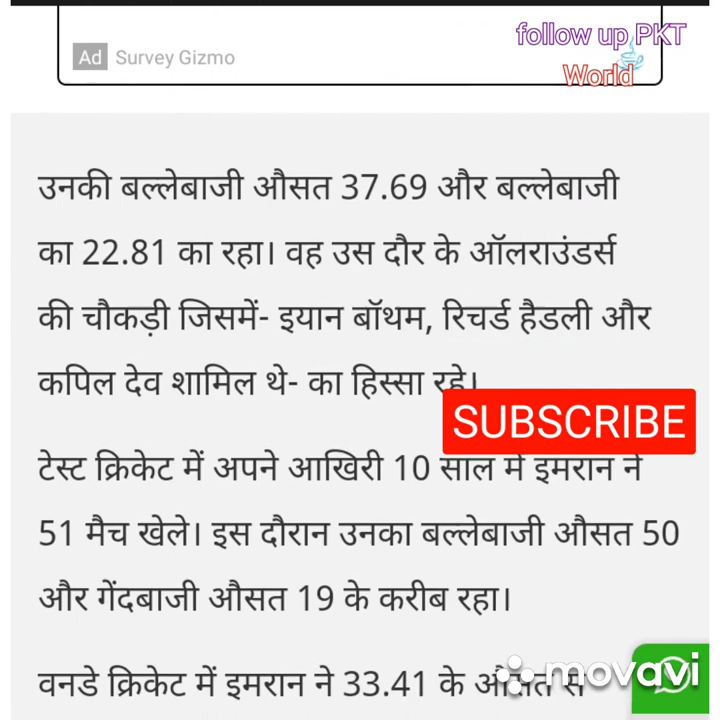 follow up PKT
World
Ad Survey Gizmo
उनकी बल्लेबाजी औसत 37.69 और बल्लेबाजी
का 22.81 का रहा। वह उस दौर के ऑलराउंडर्स
की चौकड़ी जिसमें- इयान बॉथम, रिचर्ड हैडली और
कपिल देव शामिल थे- का हिस्सा रहे।
SUBSCRIBE
टेस्ट क्रिकेट में अपने आखिरी 10 साल में इमरान ने
51 मैच खेले। इस दौरान उनका बल्लेबाजी औसत 50
और गेंदबाजी औसत 19 के करीब रहा।
वनडे क्रिकेट में इमरान ने 33.41 के औसत से
movavi